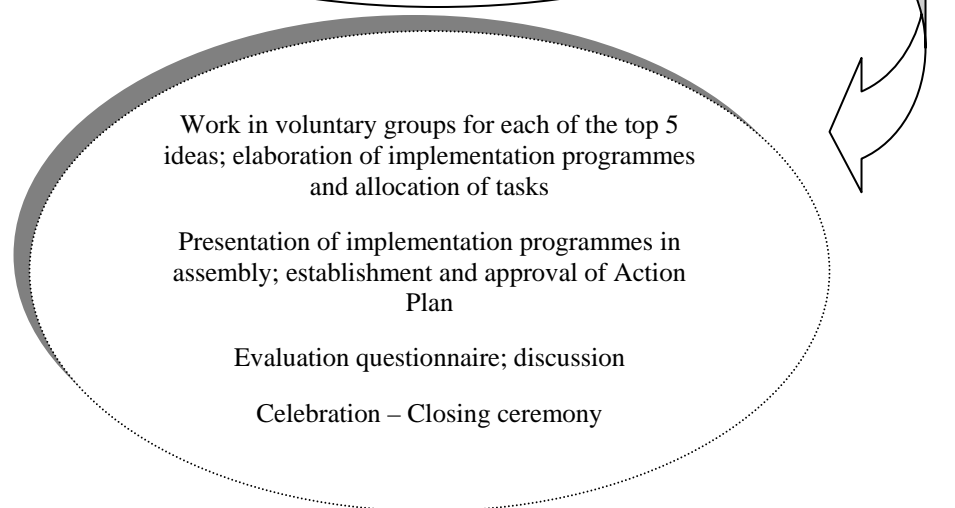 Work in voluntary groups for each of the top 5
ideas; elaboration of implementation programmes
and allocation of tasks
Presentation of implementation programmes in
assembly; establishment and approval of Action
Plan
Evaluation questionnaire; discussion
Celebration – Closing ceremony